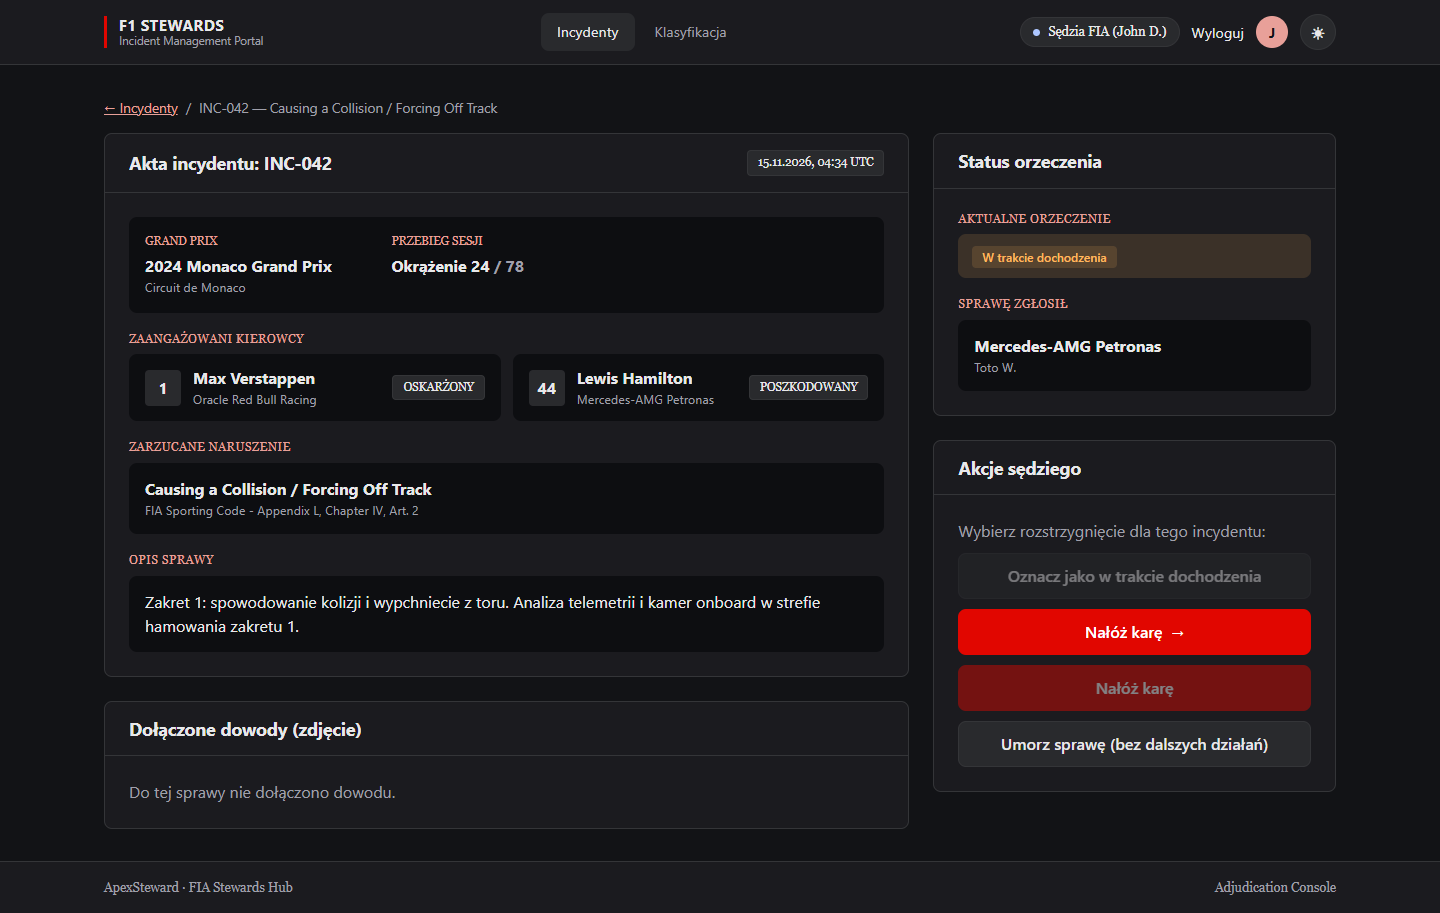 F1 STEWARDS
Incident Management Portal
Incydenty
Klasyfikacja
Sędzia FIA (John D.)
Wyloguj
J
← Incydenty / INC-042 — Causing a Collision / Forcing Off Track
Akta incydentu: INC-042
15.11.2026, 04:34 UTC
GRAND PRIX
2024 Monaco Grand Prix
Circuit de Monaco
PRZEBIEG SESJI
Okrążenie 24 / 78
ZAANGAŻOWANI KIEROWCY
1
Max Verstappen
Oracle Red Bull Racing
OSKARŻONY
44
Lewis Hamilton
Mercedes-AMG Petronas
POSZKODOWANY
ZARZUCANE NARUSZENIE
Causing a Collision / Forcing Off Track
FIA Sporting Code - Appendix L, Chapter IV, Art. 2
OPIS SPRAWY
Zakret 1: spowodowanie kolizji i wypchniecie z toru. Analiza telemetrii i kamer onboard w strefie
hamowania zakretu 1.
Dołączone dowody (zdjęcie)
Do tej sprawy nie dołączono dowodu.
Status orzeczenia
AKTUALNE ORZECZENIE
W trakcie dochodzenia
SPRAWĘ ZGŁOSIŁ
Mercedes-AMG Petronas
Toto W.
Akcje sędziego
Wybierz rozstrzygnięcie dla tego incydentu:
Oznacz jako w trakcie dochodzenia
Nałóż karę →
Nałóż karę
Umorz sprawę (bez dalszych działań)
ApexSteward · FIA Stewards Hub
Adjudication Console